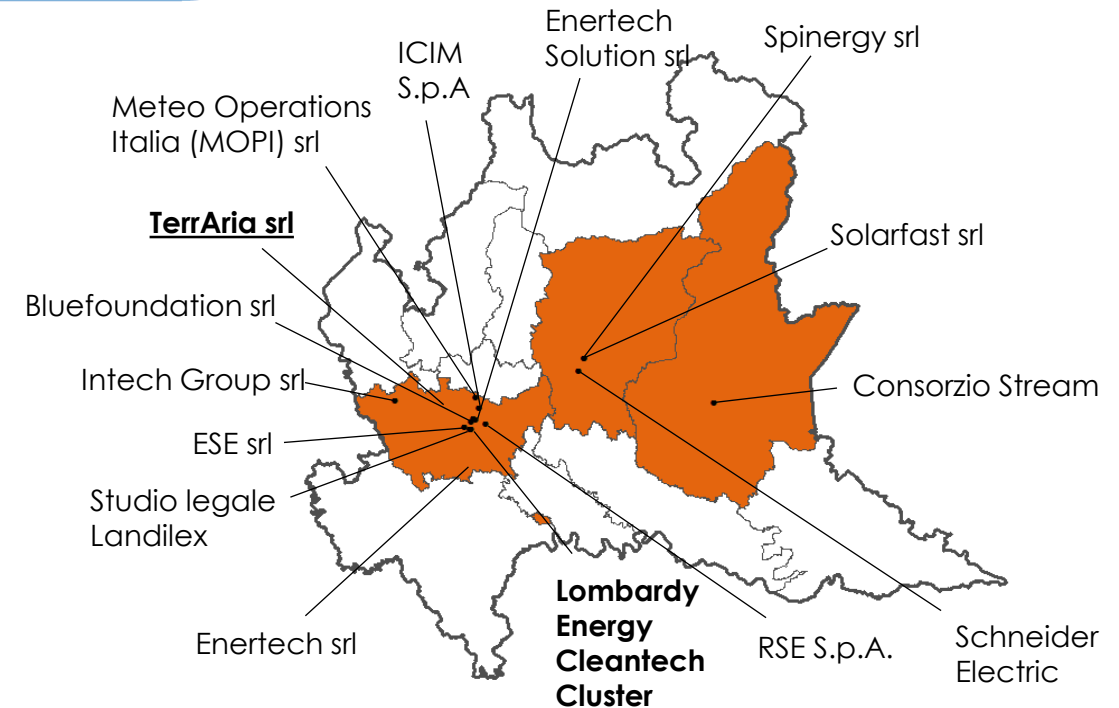 Enertech
Solution srl
Spinergy srl
ICIM
S.p.A
Meteo Operations
Italia (MOPI) srl
TerrAria srl
Solarfast srl
Bluefoundation srl
Intech Group srl
Consorzio Stream
ESE srl
Studio legale
Landilex
Lombardy
Energy
Cleantech
Cluster
Enertech srl
RSE S.p.A.
Schneider
Electric